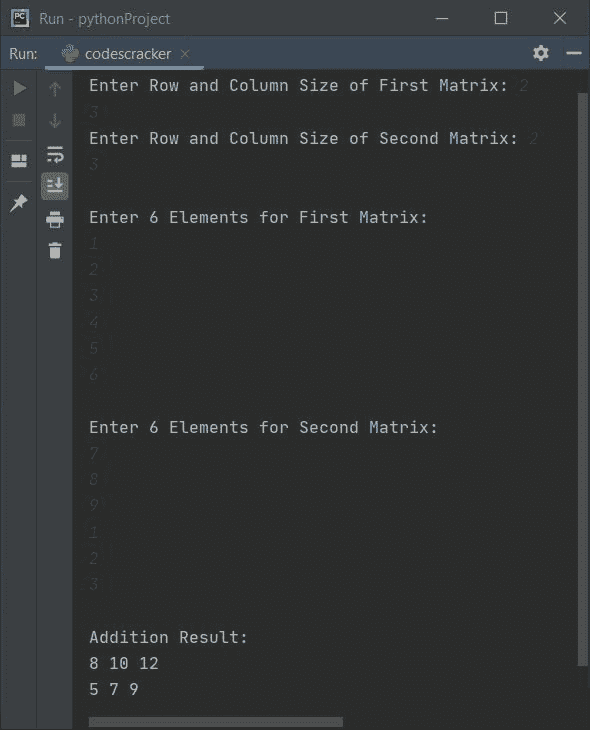 PC Run - pythonProject
Run: codescracker
Enter Row and Column Size of First Matrix: 2
3
Enter Row and Column Size of Second Matrix: 2
3
Enter 6 Elements for First Matrix:
1
2
3
4
5
6
Enter 6 Elements for Second Matrix:
7
8
9
1
2
3
Addition Result:
8 10 12
5 7 9